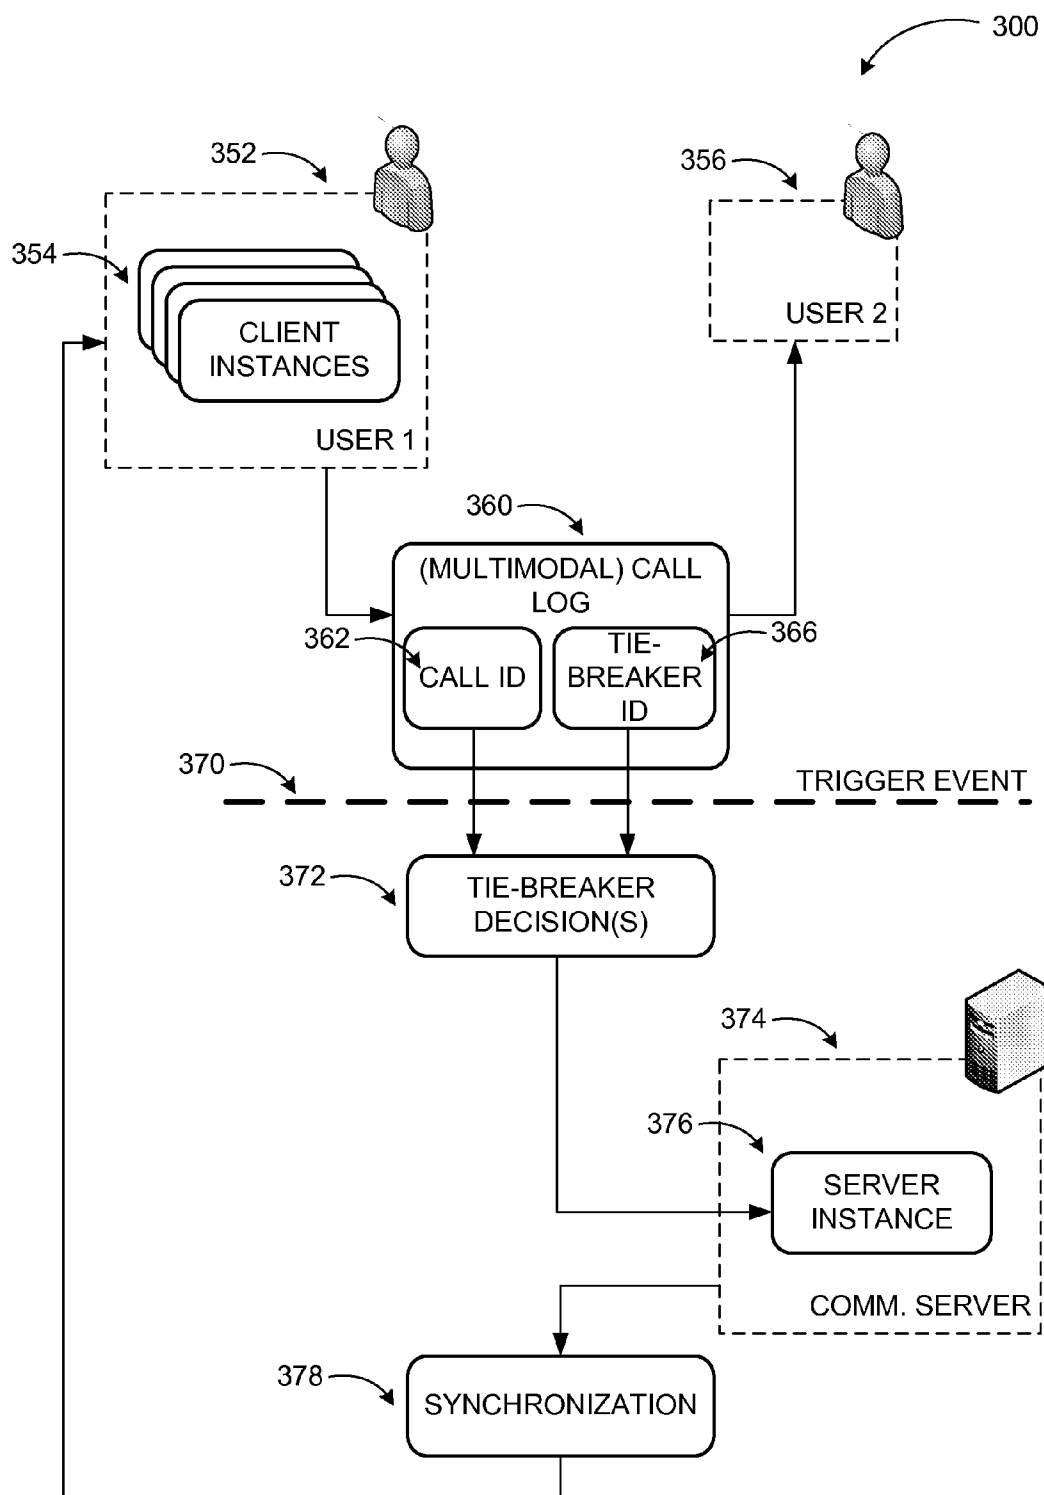 300
352
356
354
CLIENT
INSTANCES
USER 1
USER 2
360
(MULTIMODAL) CALL
LOG
362
366
CALL ID
TIE-
BREAKER
ID
370
TRIGGER EVENT
372
TIE-BREAKER
DECISION(S)
374
376
SERVER
INSTANCE
COMM. SERVER
378
SYNCHRONIZATION